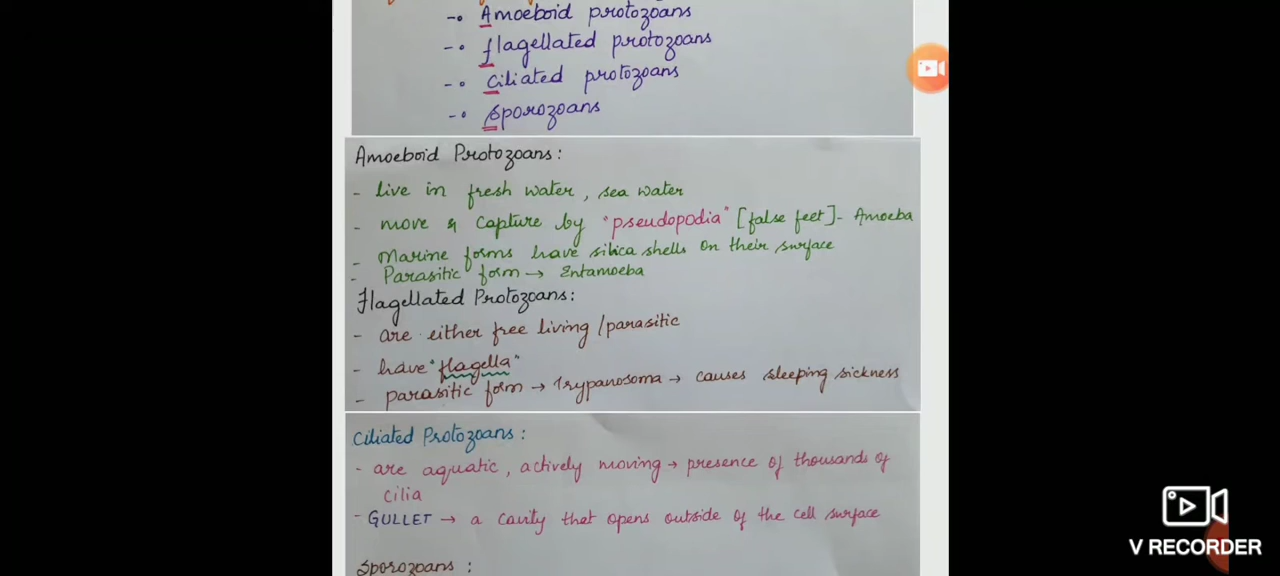 -• Amoeboid protozoans
-• flagellated protozoans
-• ciliated protozoans
-• Sporozoans
Amoeboid Protozoans:
- live in fresh water, sea water
- move & capture by "pseudopodia" [false feet]- Amoeba
- Marine forms have silica shells on their surface
- Parasitic form → Entamoeba
Flagellated Protozoans:
- are either free living/parasitic
- have "flagella"
- parasitic form → Trypanosoma → causes sleeping sickness
Ciliated Protozoans:
- are aquatic, actively moving → presence of thousands of
cilia
- GULLET → a cavity that opens outside of the cell surface
Sporozoans:
V RECORDER